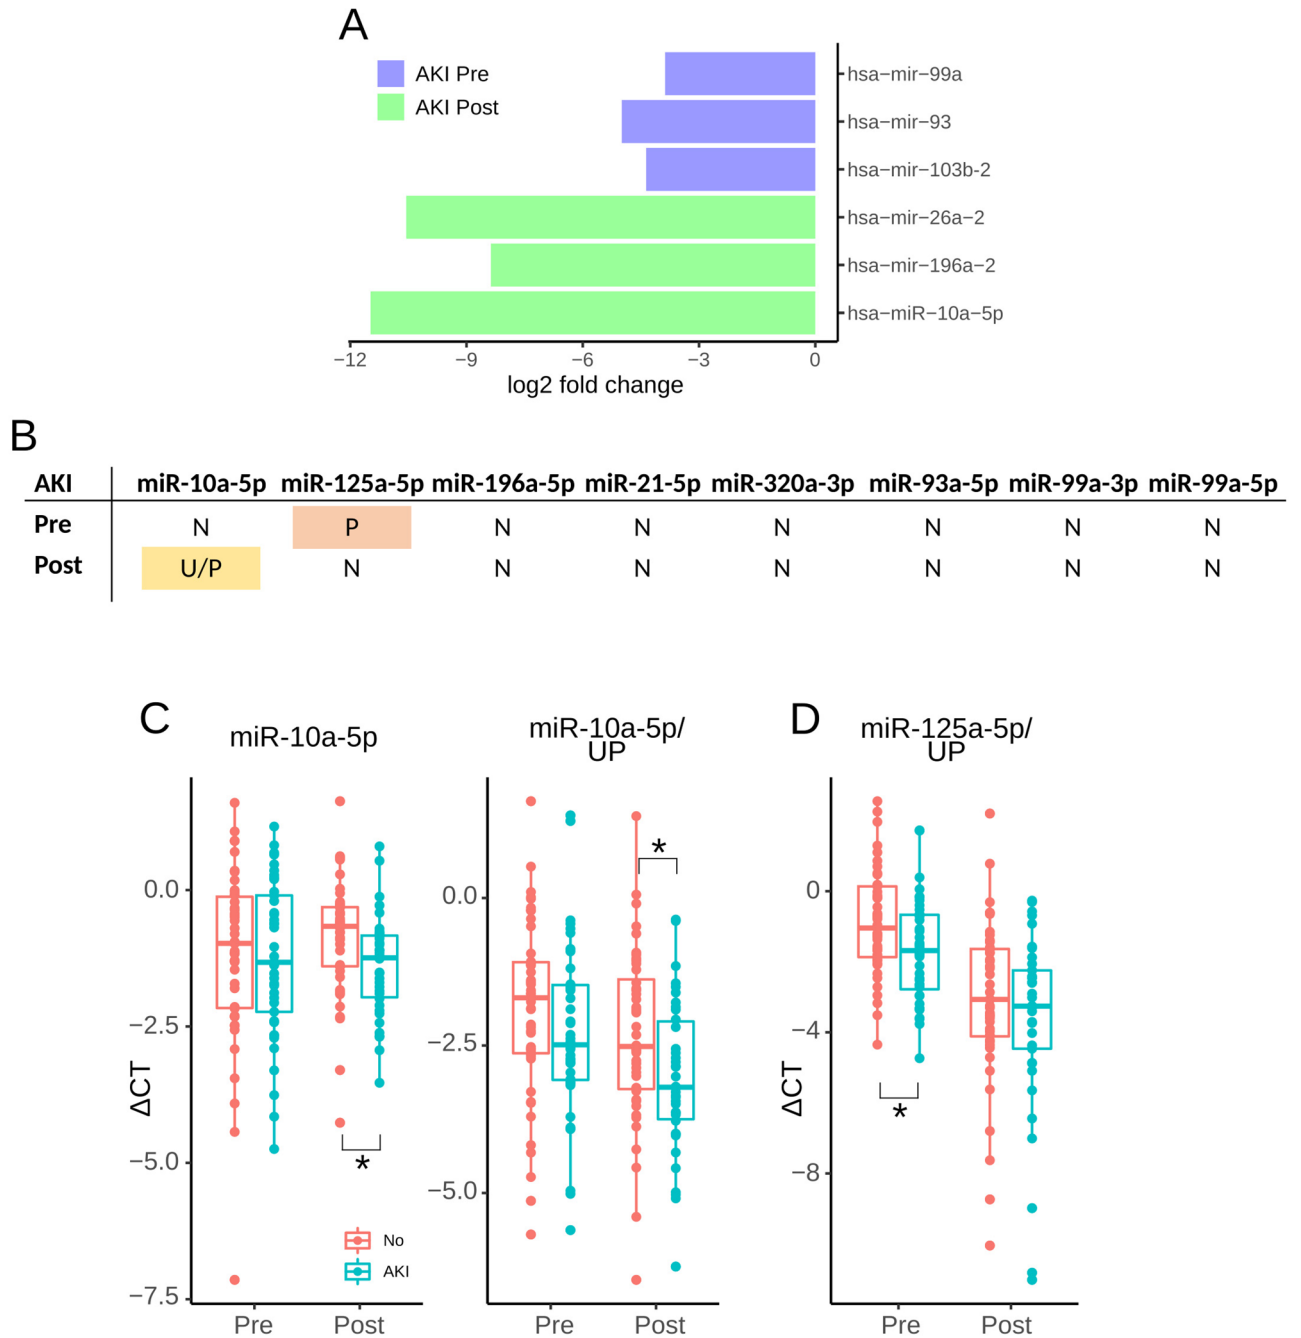 A
AKI Pre
AKI Post
hsa−mir−99a
hsa−mir−93
hsa−mir−103b-2
hsa−mir−26a−2
hsa−mir−196a−2
hsa−miR−10a−5p
−12 −9 −6 −3 0
log2 fold change
B
AKI miR-10a-5p miR-125a-5p miR-196a-5p miR-21-5p miR-320a-3p miR-93a-5p miR-99a-3p miR-99a-5p
Pre N P N N N N N N
Post U/P N N N N N N N
C
miR-10a-5p
0.0
−2.5
−5.0
−7.5
ΔCT
*
No
AKI
Pre Post
miR-10a-5p/
UP
0.0
−2.5
−5.0
*
Pre Post
D
miR-125a-5p/
UP
0
−4
−8
ΔCT
*
Pre Post